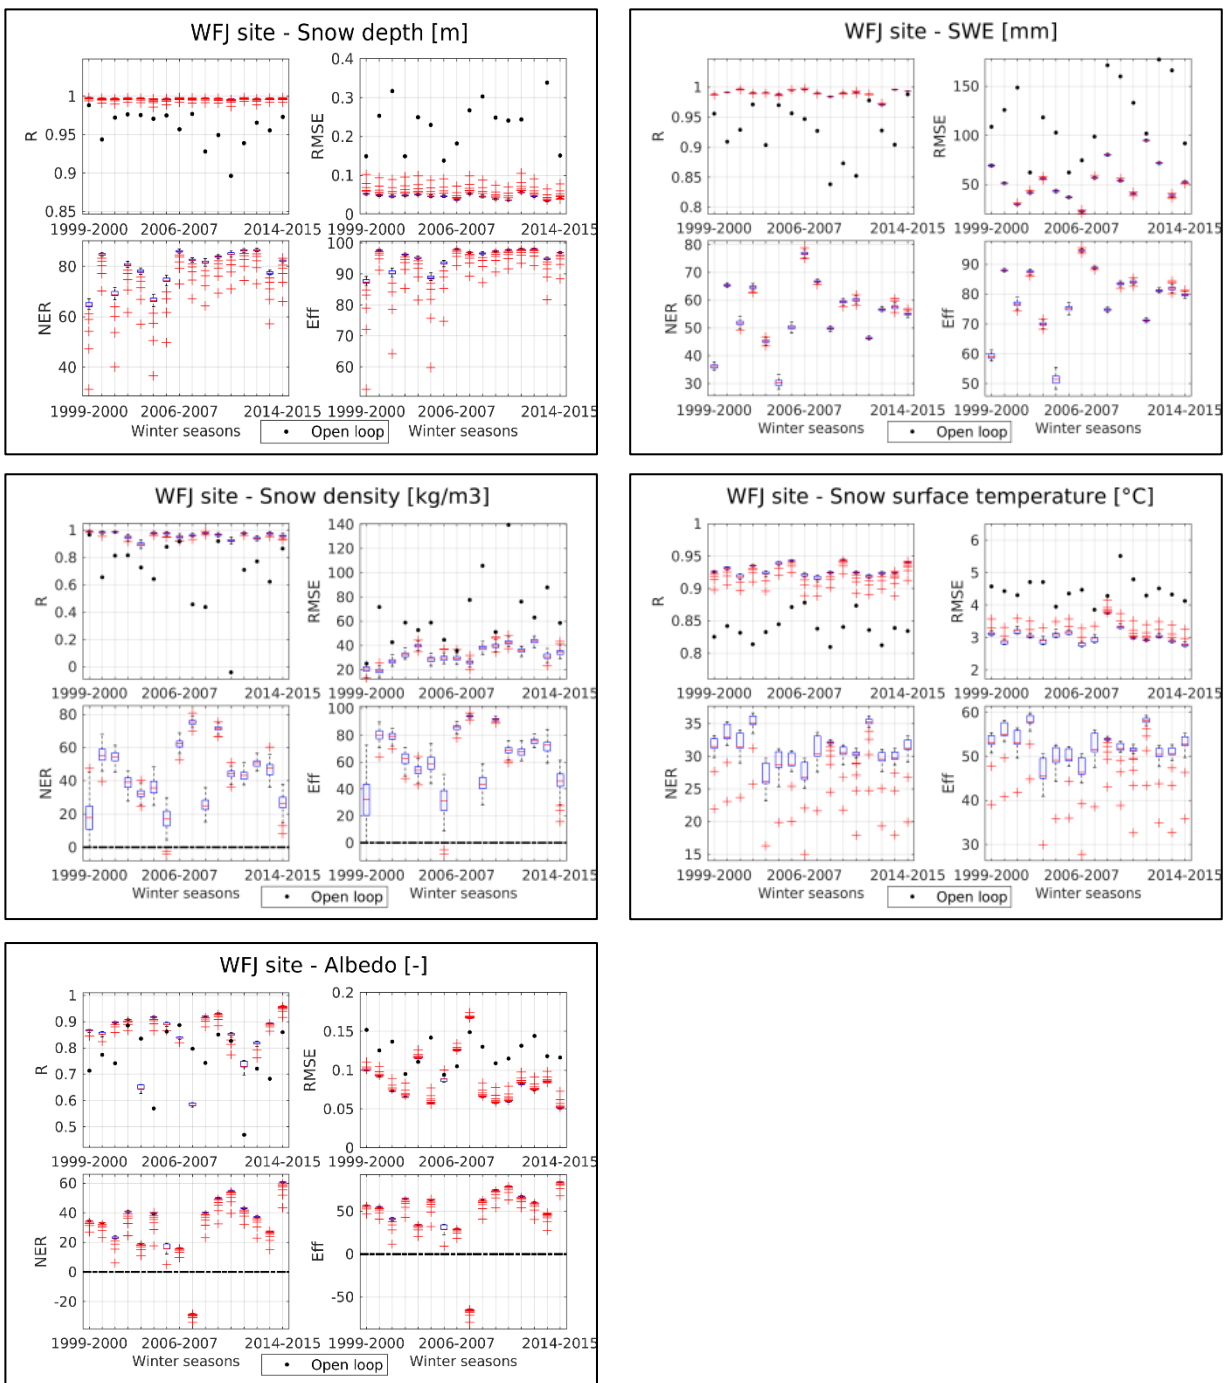 WFJ site - Snow depth [m]
1
0.95
0.9
0.85
R
1999-2000 2006-2007 2014-2015
0.4
0.3
0.2
0.1
0
RMSE
1999-2000 2006-2007 2014-2015
80
60
40
NER
1999-2000 2006-2007 2014-2015
Winter seasons
100
90
80
70
60
50
Eff
1999-2000 2006-2007 2014-2015
Winter seasons
Open loop
WFJ site - SWE [mm]
1
0.95
0.9
0.85
0.8
R
1999-2000 2006-2007 2014-2015
150
100
50
RMSE
1999-2000 2006-2007 2014-2015
80
70
60
50
40
30
NER
1999-2000 2006-2007 2014-2015
Winter seasons
90
80
70
60
50
Eff
1999-2000 2006-2007 2014-2015
Winter seasons
Open loop
WFJ site - Snow density [kg/m3]
1
0.8
0.6
0.4
0.2
0
R
1999-2000 2006-2007 2014-2015
140
120
100
80
60
40
20
RMSE
1999-2000 2006-2007 2014-2015
80
60
40
20
0
NER
1999-2000 2006-2007 2014-2015
Winter seasons
100
80
60
40
20
0
Eff
1999-2000 2006-2007 2014-2015
Winter seasons
Open loop
WFJ site - Snow surface temperature [°C]
1
0.95
0.9
0.85
0.8
R
1999-2000 2006-2007 2014-2015
6
5
4
3
2
RMSE
1999-2000 2006-2007 2014-2015
35
30
25
20
15
NER
1999-2000 2006-2007 2014-2015
Winter seasons
60
50
40
30
Eff
1999-2000 2006-2007 2014-2015
Winter seasons
Open loop
WFJ site - Albedo [-]
1
0.9
0.8
0.7
0.6
0.5
R
1999-2000 2006-2007 2014-2015
0.2
0.15
0.1
0.05
0
RMSE
1999-2000 2006-2007 2014-2015
60
40
20
0
-20
NER
1999-2000 2006-2007 2014-2015
Winter seasons
50
0
-50
Eff
1999-2000 2006-2007 2014-2015
Winter seasons
Open loop